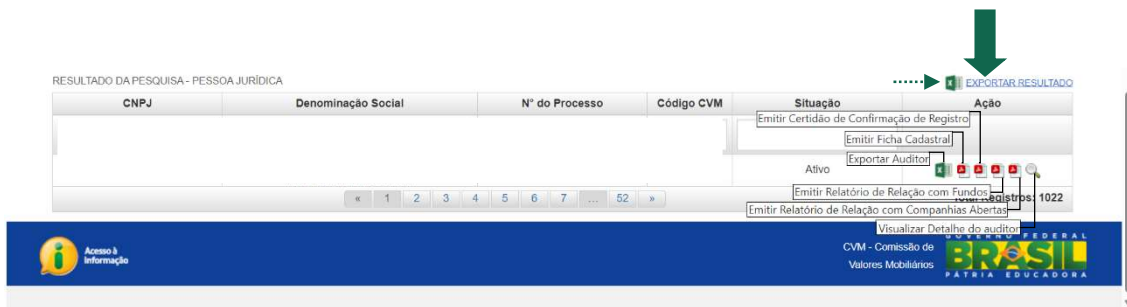 RESULTADO DA PESQUISA - PESSOA JURÍDICA
EXPORTAR RESULTADO
CNPJ Denominação Social N° do Processo Código CVM Situação Ação
Emitir Certidão de Confirmação de Registro
Emitir Ficha Cadastral
Exportar Auditor
Ativo
Emitir Relatório de Relação com Fundos
« 1 2 3 4 5 6 7 ... 52 » Total Registros: 1022
Emitir Relatório de Relação com Companhias Abertas
Visualizar Detalhe do auditor
Acesso à
Informação
CVM - Comissão de
Valores Mobiliários
GOVERNO FEDERAL
BRASIL
PÁTRIA EDUCADORA